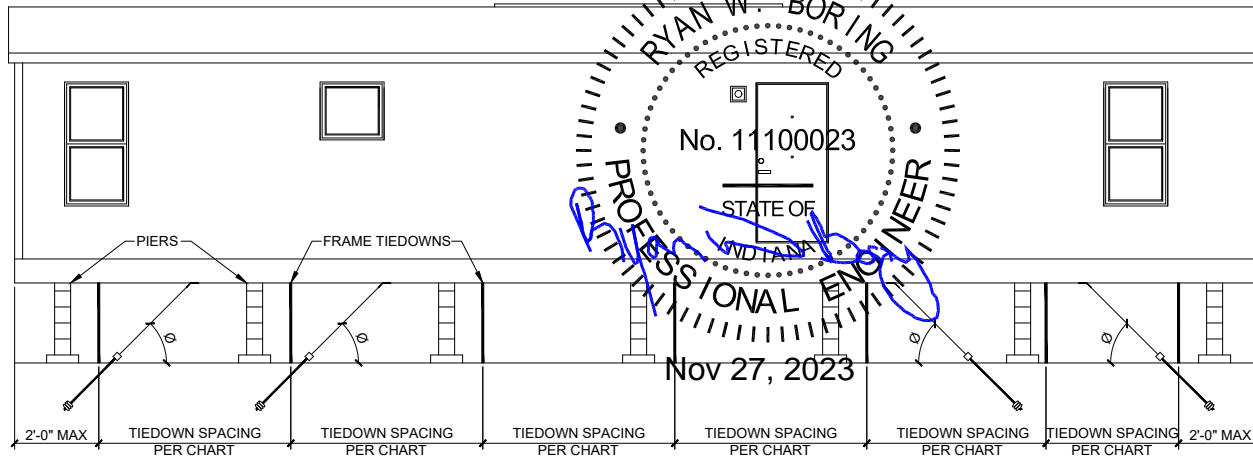 RYAN W. BORING
REGISTERED
No. 11100023
STATE OF
INDIANA
PROFESSIONAL ENGINEER
PIERS
FRAME TIEDOWNS
Ø
Ø
Ø
Ø
Nov 27, 2023
2'-0" MAX
TIEDOWN SPACING
PER CHART
TIEDOWN SPACING
PER CHART
TIEDOWN SPACING
PER CHART
TIEDOWN SPACING
PER CHART
TIEDOWN SPACING
PER CHART
TIEDOWN SPACING
PER CHART
2'-0" MAX